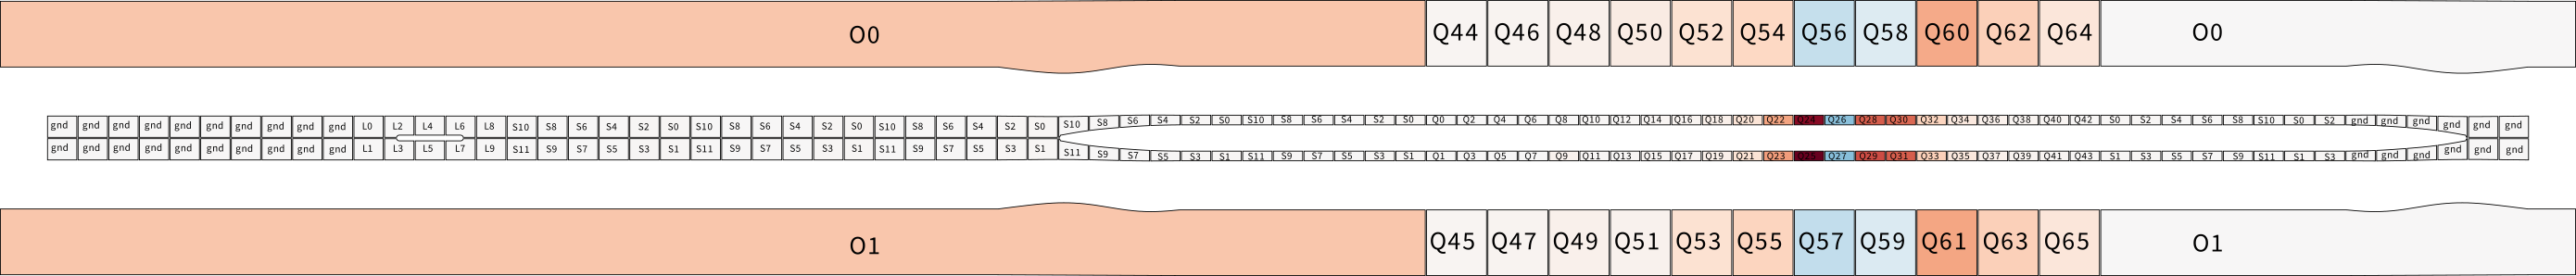 O0 Q44 Q46 Q48 Q50 Q52 Q54 Q56 Q58 Q60 Q62 Q64 O0
gnd gnd gnd gnd gnd gnd gnd gnd gnd gnd L0 L2 L4 L6 L8 S10 S8 S6 S4 S2 S0 S10 S8 S6 S4 S2 S0 S10 S8 S6 S4 S2 S0 S10 S8 S6 S4 S2 S0 S10 S8 S6 S4 S2 S0 Q0 Q2 Q4 Q6 Q8 Q10 Q12 Q14 Q16 Q18 Q20 Q22 Q24 Q26 Q28 Q30 Q32 Q34 Q36 Q38 Q40 Q42 S0 S2 S4 S6 S8 S10 S0 S2 gnd gnd gnd gnd gnd gnd
gnd gnd gnd gnd gnd gnd gnd gnd gnd gnd L1 L3 L5 L7 L9 S11 S9 S7 S5 S3 S1 S11 S9 S7 S5 S3 S1 S11 S9 S7 S5 S3 S1 S11 S9 S7 S5 S3 S1 S11 S9 S7 S5 S3 S1 Q1 Q3 Q5 Q7 Q9 Q11 Q13 Q15 Q17 Q19 Q21 Q23 Q25 Q27 Q29 Q31 Q33 Q35 Q37 Q39 Q41 Q43 S1 S3 S5 S7 S9 S11 S1 S3 gnd gnd gnd gnd gnd gnd
O1 Q45 Q47 Q49 Q51 Q53 Q55 Q57 Q59 Q61 Q63 Q65 O1